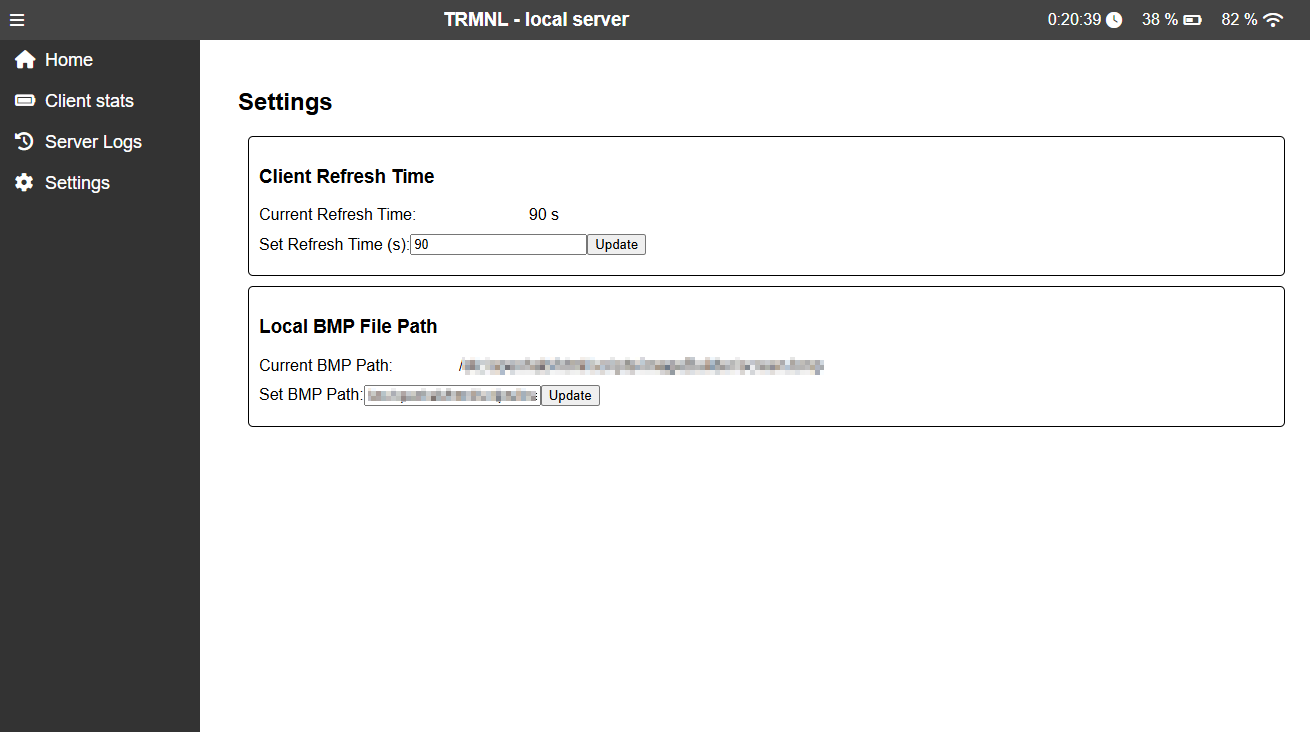 TRMNL - local server
0:20:39 38 % 82 %
Home
Client stats
Server Logs
Settings
Settings
Client Refresh Time
Current Refresh Time: 90 s
Set Refresh Time (s): 90 Update
Local BMP File Path
Current BMP Path: /
Set BMP Path: Update